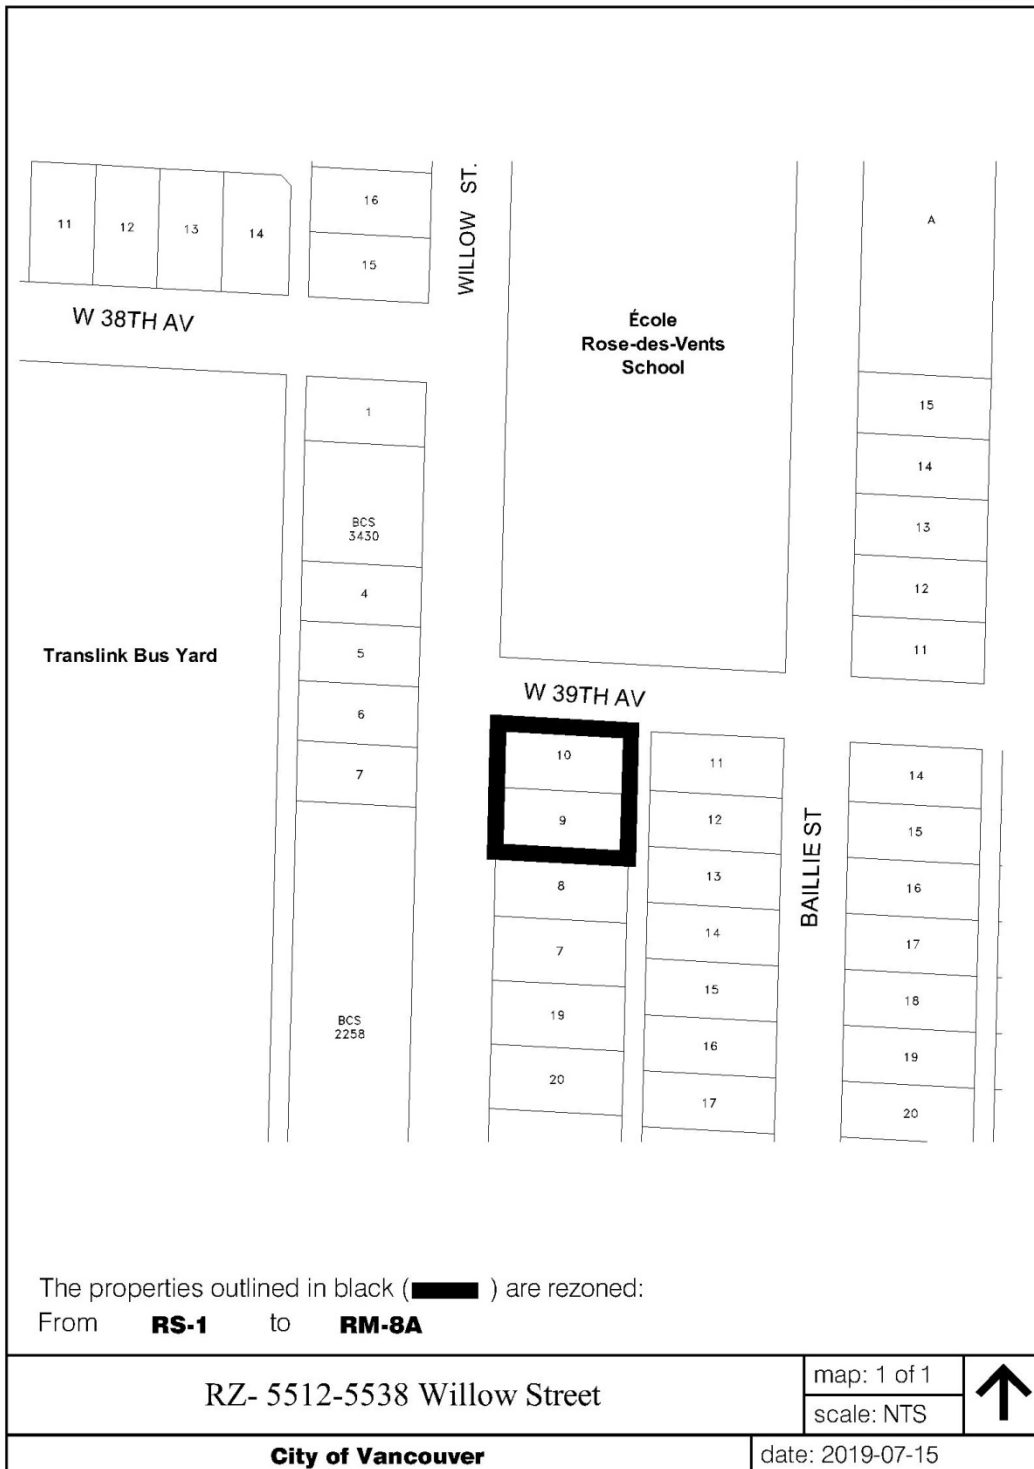 11
12
13
14
16
15
WILLOW ST.
A
W 38TH AV
École
Rose-des-Vents
School
1
15
14
BCS
3430
13
4
12
5
11
Translink Bus Yard
6
W 39TH AV
7
10
11
14
9
12
15
BAILLIE ST
8
13
16
7
14
17
19
15
18
BCS
2258
16
19
20
17
20
The properties outlined in black ( ) are rezoned:
From RS-1 to RM-8A
RZ- 5512-5538 Willow Street
map: 1 of 1
scale: NTS
City of Vancouver
date: 2019-07-15